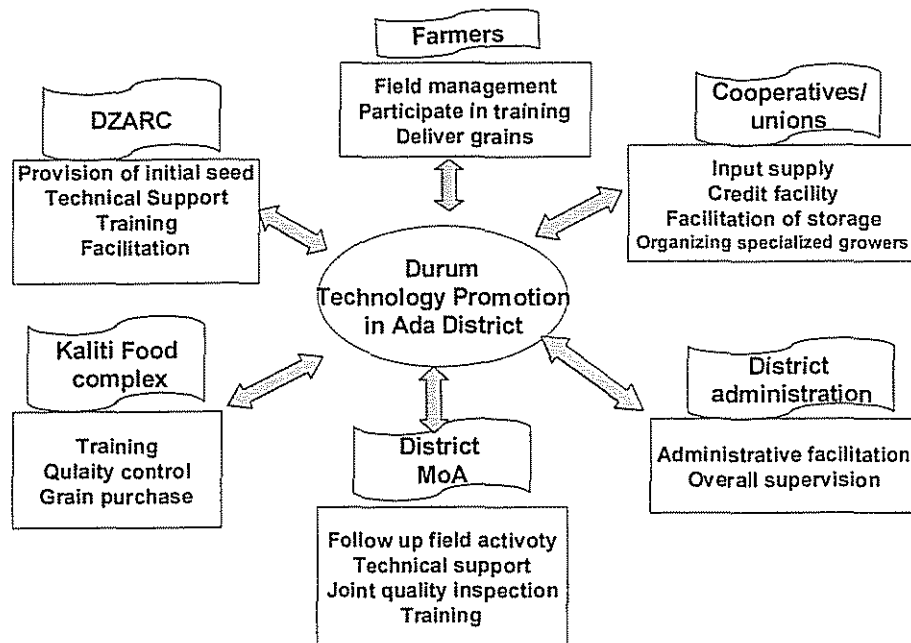 Farmers
Field management
Participate in training
Deliver grains
DZARC
Provision of initial seed
Technical Support
Training
Facilitation
Cooperatives/
unions
Input supply
Credit facility
Facilitation of storage
Organizing specialized growers
Durum
Technology Promotion
in Ada District
Kaliti Food
complex
Training
Qulaity control
Grain purchase
District
MoA
Follow up field activoty
Technical support
Joint quality inspection
Training
District
administration
Administrative facilitation
Overall supervision